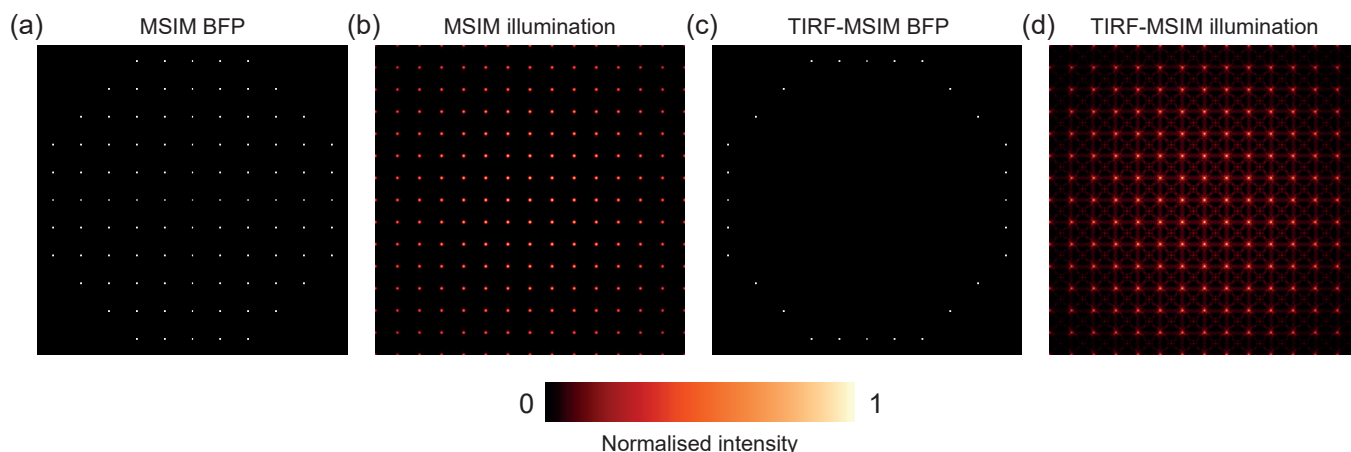 (a) MSIM BFP (b) MSIM illumination (c) TIRF-MSIM BFP (d) TIRF-MSIM illumination
0 1
Normalised intensity